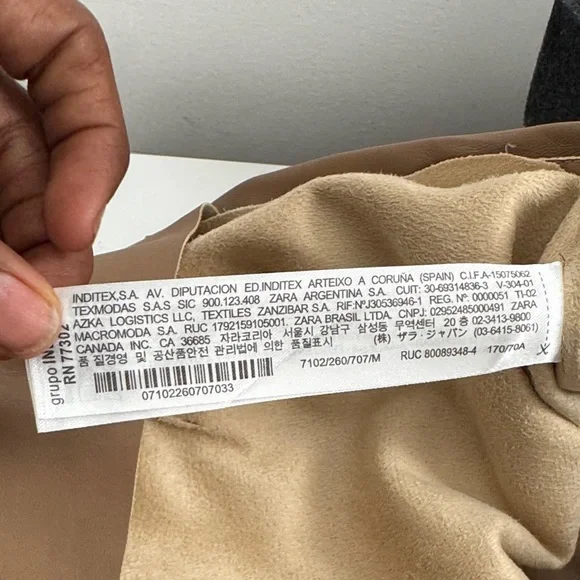 INDITEX,S.A. AV. DIPUTACION ED.INDITEX ARTEIXO A CORUÑA (SPAIN) C.I.F.A-15075062
TEXMODAS S.A.S SIC 900.123.408 ZARA ARGENTINA S.A. CUIT: 30-69314836-3 V-304-01
AZKA LOGISTICS LLC, TEXTILES ZANZIBAR S.A. RIF.NºJ30536946-1 REG. Nº: 0000051 TI-02
MACROMODA S.A. RUC 1792159105001. ZARA BRASIL LTDA. CNPJ: 02952485000491 20
CANADA INC. CA 36685 자라코리아 서울시 강남구 삼성동 무역센터 20 층 02-3413-9800
품질경영 및 공산품안전 관리법에 의한 품질표시 (株) ザラ・ジャパン (03-6415-8061)
7102/260/707/M RUC 80089348-4 170/70A X
07102260707033
grupo
RN 77302